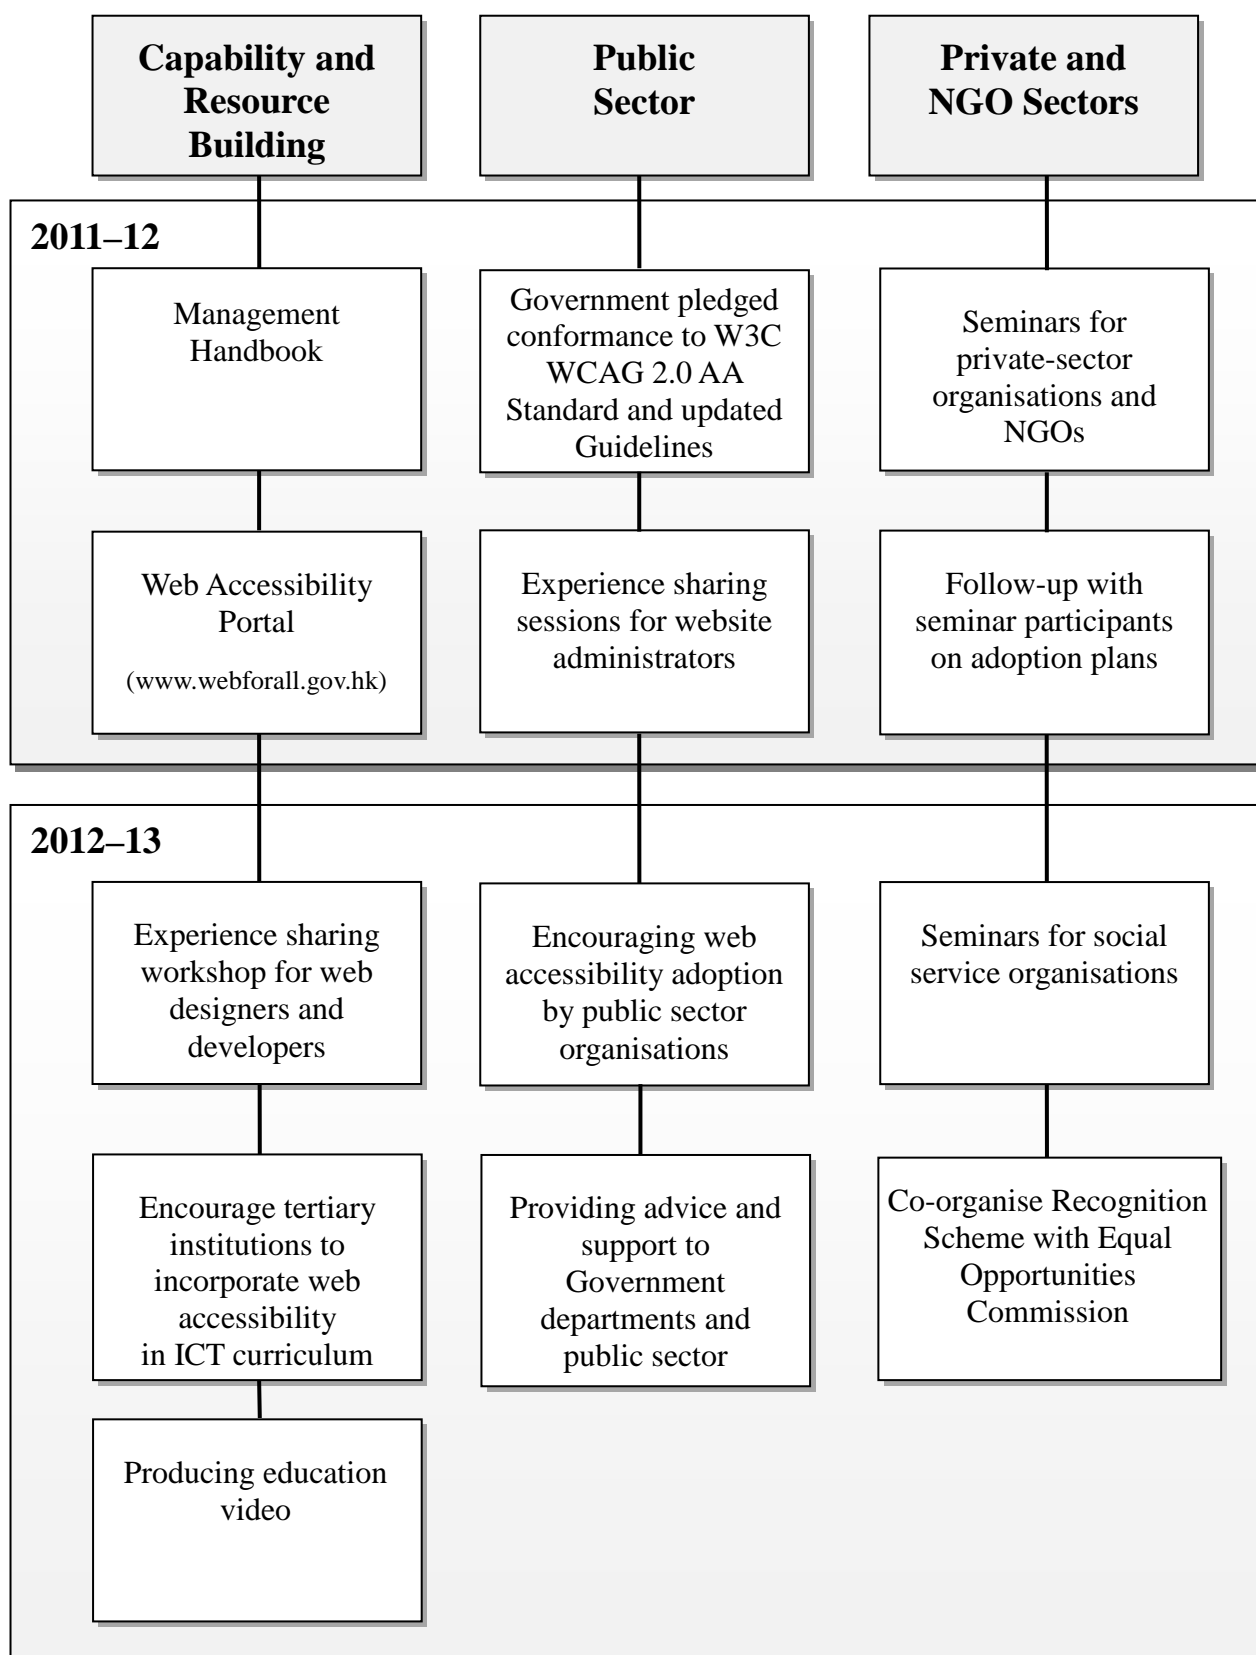 Capability and
Resource
Building
Public
Sector
Private and
NGO Sectors
2011–12
Management
Handbook
Government pledged
conformance to W3C
WCAG 2.0 AA
Standard and updated
Guidelines
Seminars for
private-sector
organisations and
NGOs
Web Accessibility
Portal
(www.webforall.gov.hk)
Experience sharing
sessions for website
administrators
Follow-up with
seminar participants
on adoption plans
2012–13
Experience sharing
workshop for web
designers and
developers
Encouraging web
accessibility adoption
by public sector
organisations
Seminars for social
service organisations
Encourage tertiary
institutions to
incorporate web
accessibility
in ICT curriculum
Providing advice and
support to
Government
departments and
public sector
Co-organise Recognition
Scheme with Equal
Opportunities
Commission
Producing education
video